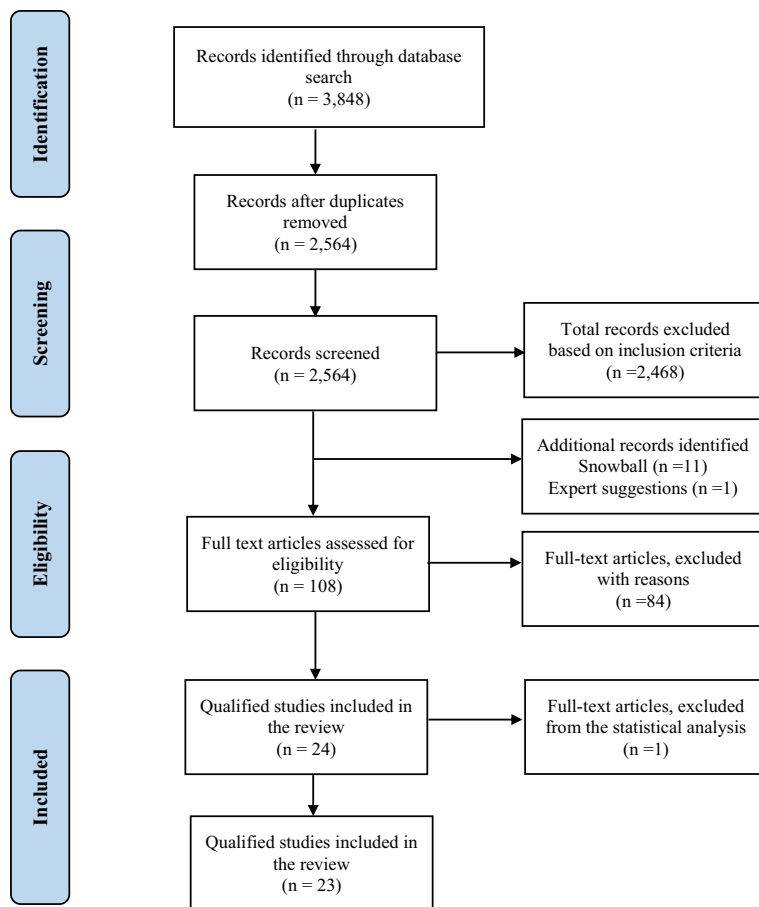 Identification
Records identified through database
search
(n = 3,848)
Records after duplicates
removed
(n = 2,564)
Screening
Records screened
(n = 2,564)
Total records excluded
based on inclusion criteria
(n =2,468)
Additional records identified
Snowball (n =11)
Expert suggestions (n =1)
Eligibility
Full text articles assessed for
eligibility
(n = 108)
Full-text articles, excluded
with reasons
(n =84)
Included
Qualified studies included in
the review
(n = 24)
Full-text articles, excluded
from the statistical analysis
(n =1)
Qualified studies included in
the review
(n = 23)